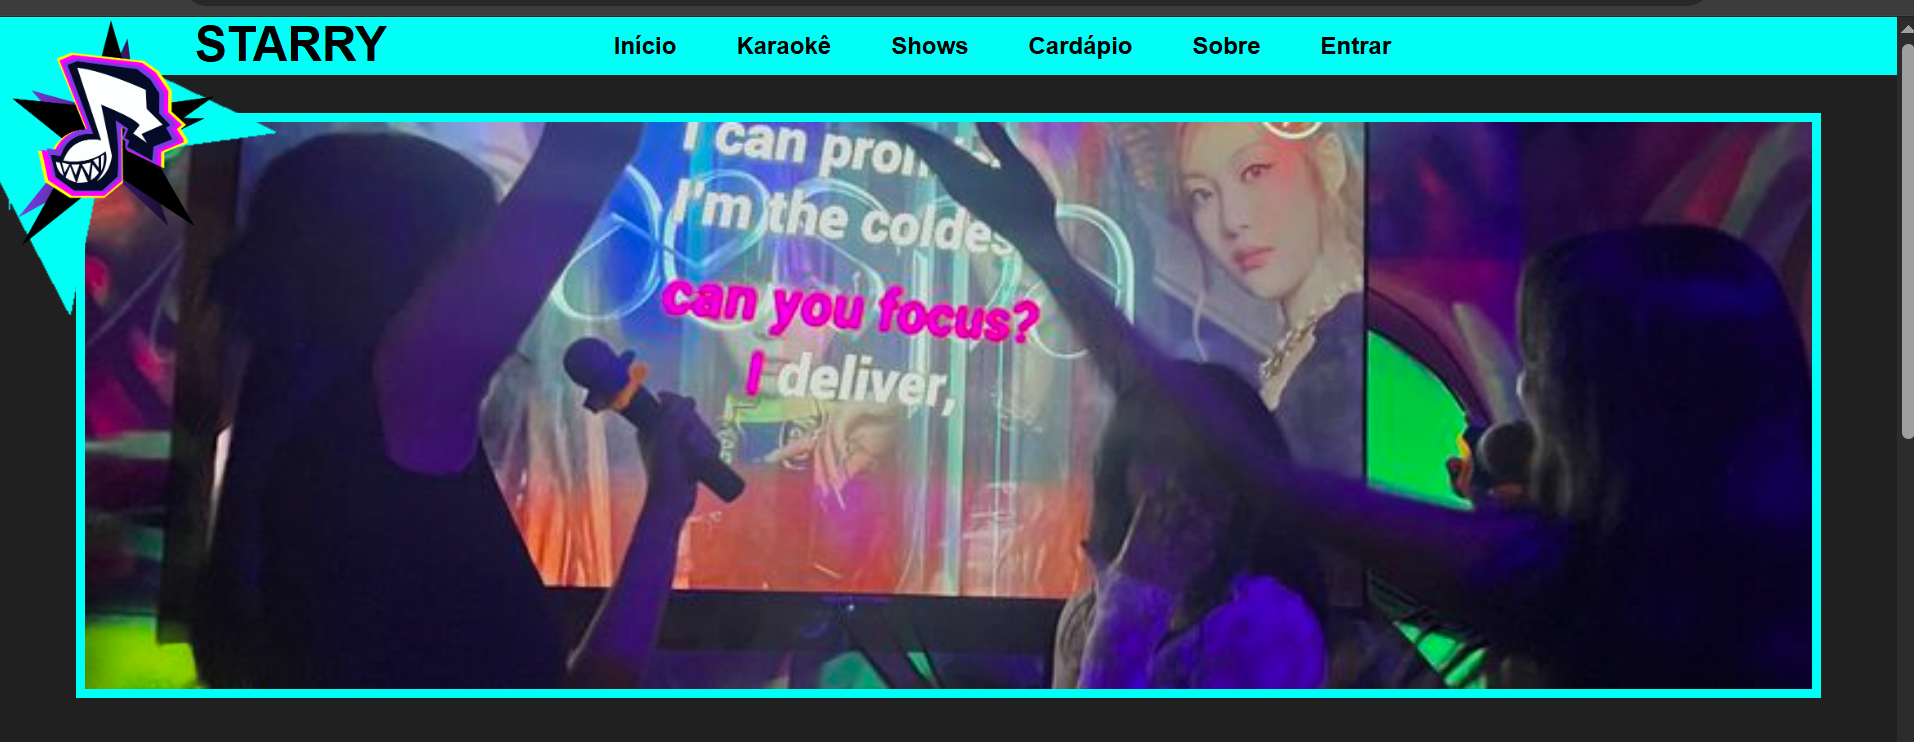 STARRY
Início Karaokê Shows Cardápio Sobre Entrar
I can
I'm the
can you focus?
I deliver,